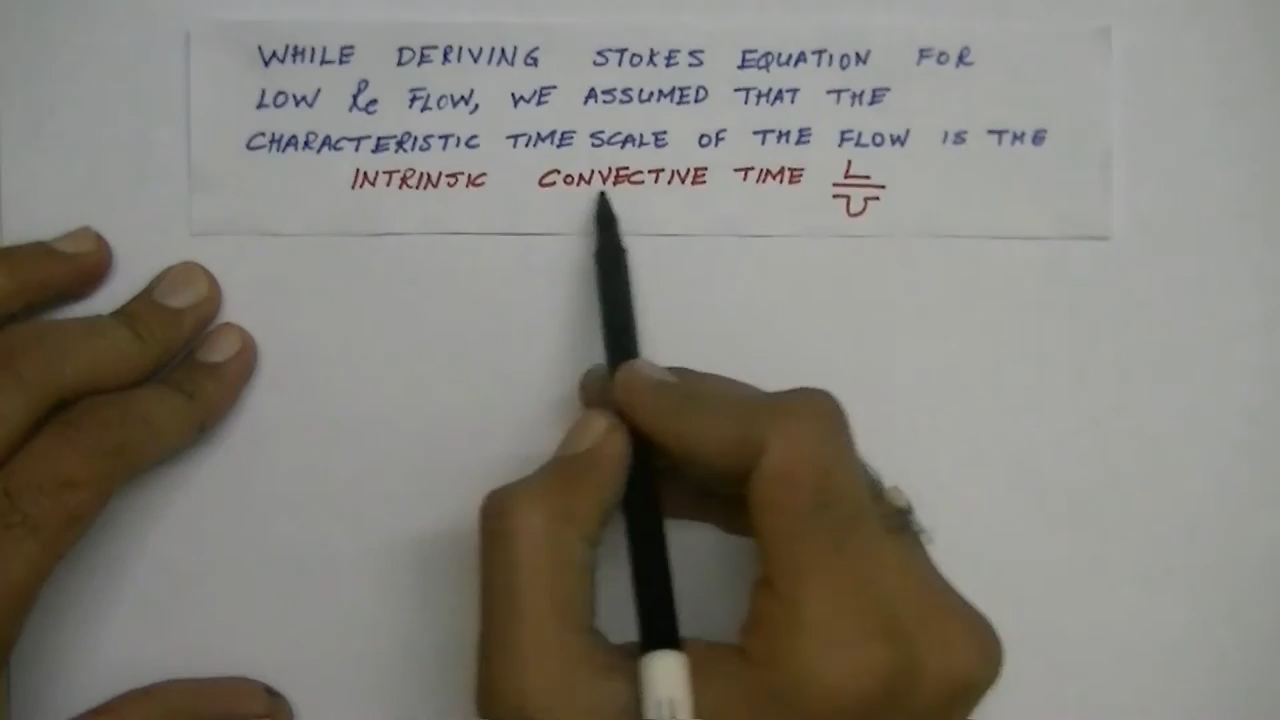 WHILE DERIVING STOKES EQUATION FOR
LOW Re FLOW, WE ASSUMED THAT THE
CHARACTERISTIC TIME SCALE OF THE FLOW IS THE
INTRINSIC CONVECTIVE TIME L/U